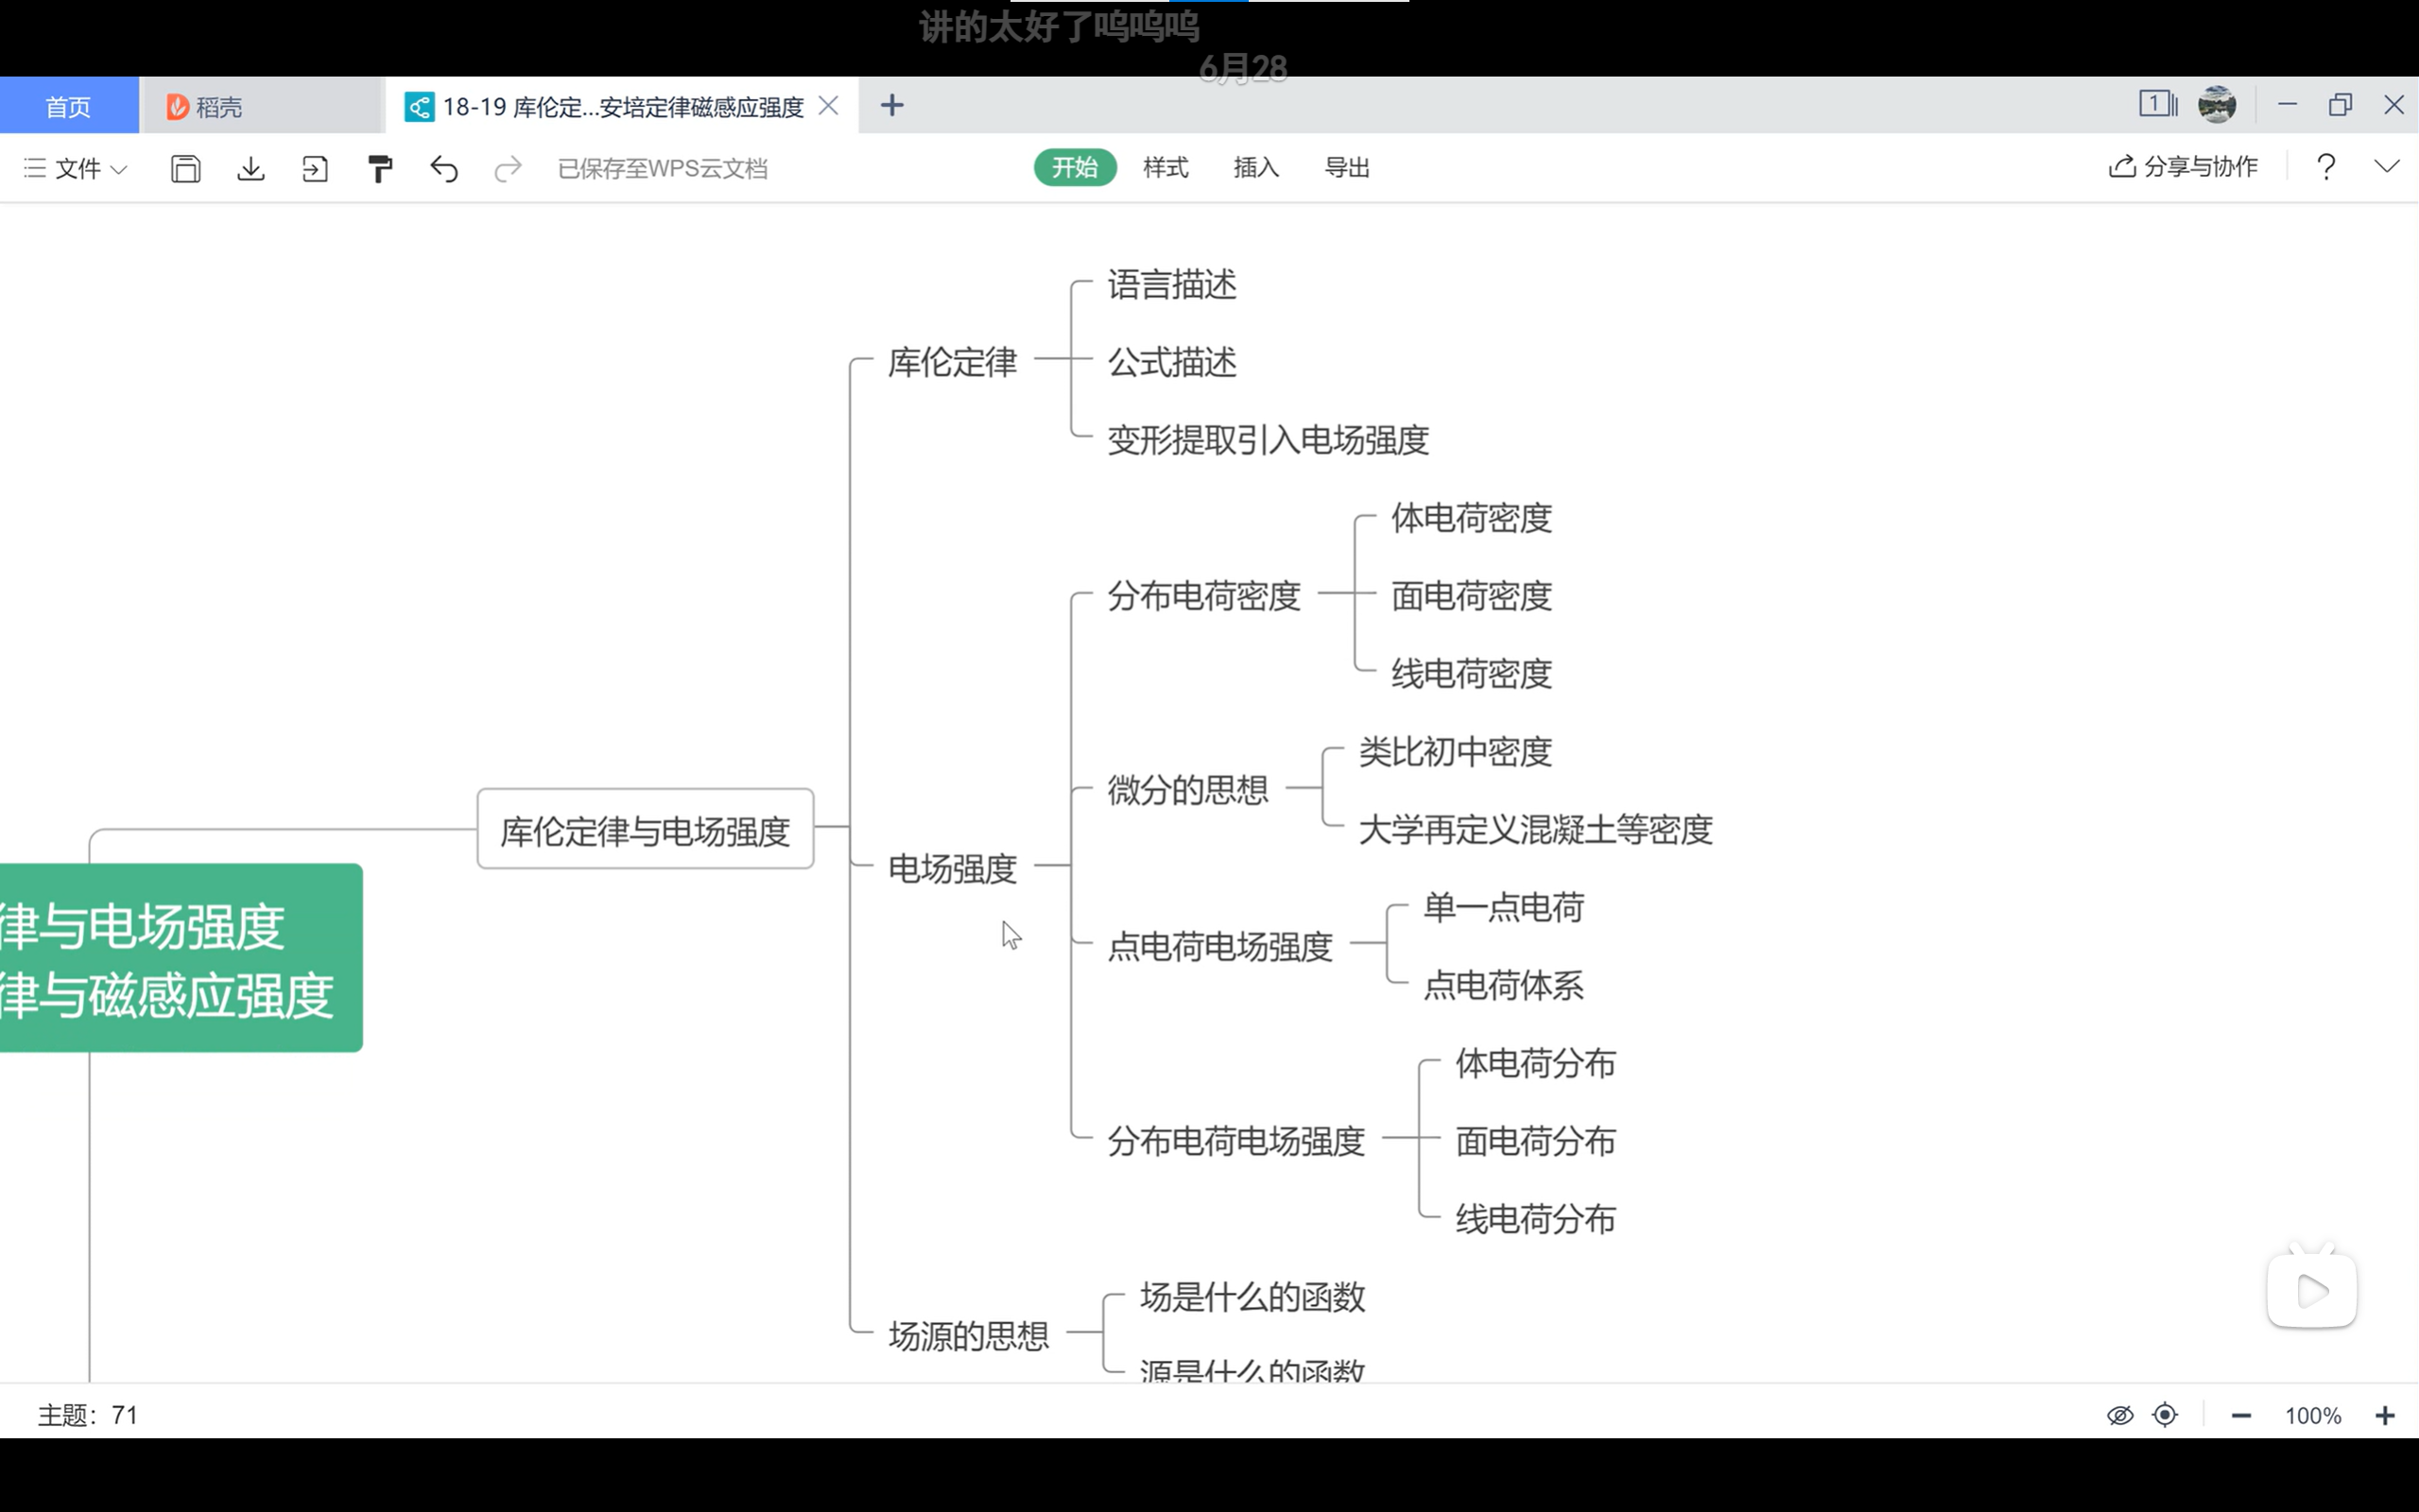 讲的太好了呜呜呜
6月28
首页
稻壳
18-19 库伦定...安培定律磁感应强度
1
文件
已保存至WPS云文档
开始
样式
插入
导出
分享与协作
语言描述
库伦定律
公式描述
变形提取引入电场强度
体电荷密度
分布电荷密度
面电荷密度
线电荷密度
类比初中密度
微分的思想
大学再定义混凝土等密度
库伦定律与电场强度
电场强度
单一点电荷
点电荷电场强度
点电荷体系
律与电场强度
律与磁感应强度
体电荷分布
分布电荷电场强度
面电荷分布
线电荷分布
场是什么的函数
场源的思想
源是什么的函数
主题：71
100%